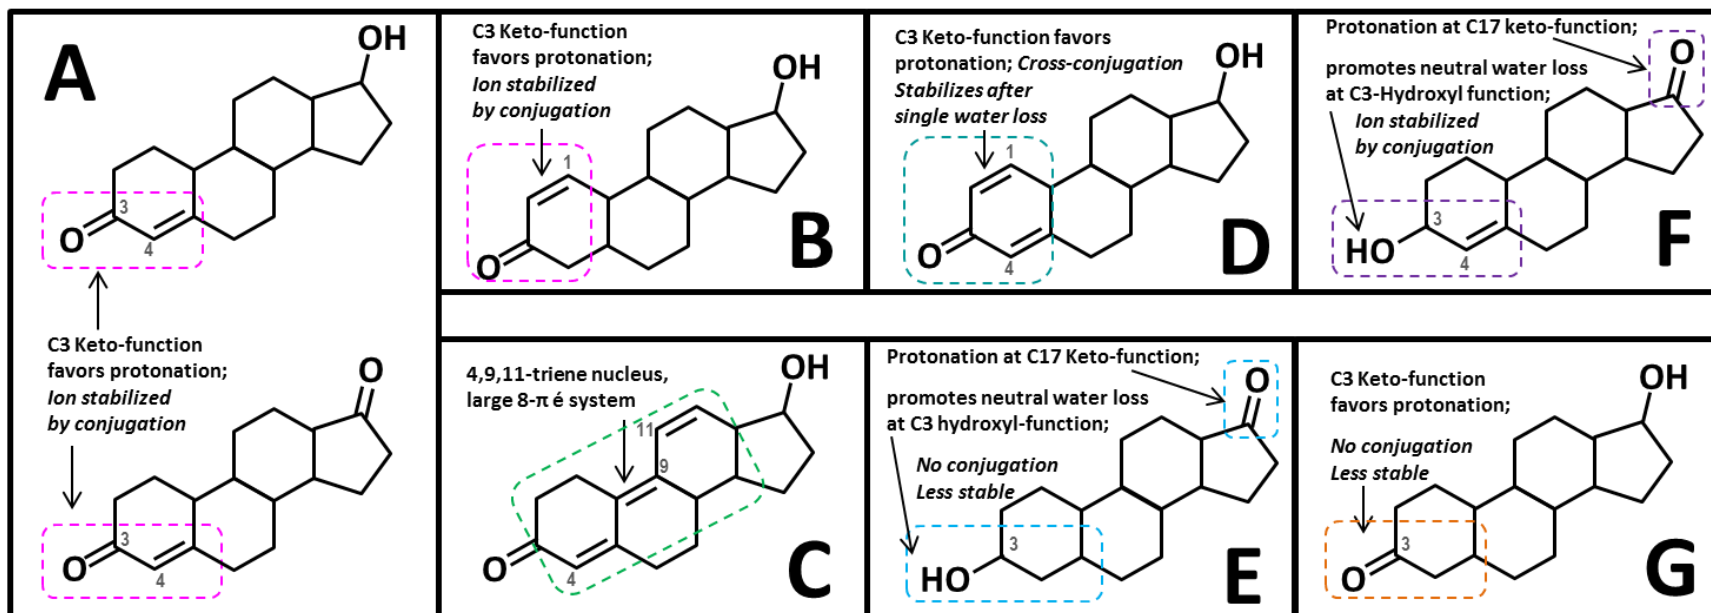 A
OH
3
O
4
C3 Keto-function
favors protonation;
Ion stabilized
by conjugation
O
3
O
4
C3 Keto-function
favors protonation;
Ion stabilized
by conjugation
OH
1
O
B
C3 Keto-function favors
protonation; Cross-conjugation
Stabilizes after
single water loss
OH
1
O
4
D
Protonation at C17 keto-function;
O
promotes neutral water loss
at C3-Hydroxyl function;
Ion stabilized
by conjugation
3
HO
4
F
4,9,11-triene nucleus,
large 8-π é system
OH
11
9
O
4
C
Protonation at C17 Keto-function;
O
promotes neutral water loss
at C3 hydroxyl-function;
No conjugation
Less stable
3
HO
E
C3 Keto-function
favors protonation;
OH
No conjugation
Less stable
3
O
G